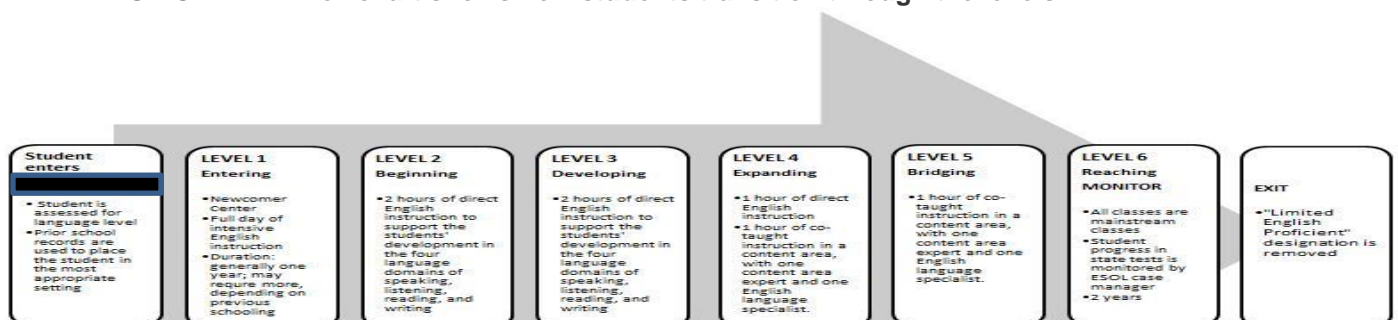 Student
enters
• Student is
assessed for
language level
• Prior school
records are
used to place
the student in
the most
appropriate
setting
LEVEL 1
Entering
• Newcomer
Center
• Full day of
intensive
English
instruction
• Duration:
generally one
year; may
requre more,
depending on
previous
schooling
LEVEL 2
Beginning
• 2 hours of direct
English
instruction to
support the
students'
development in
the four
language
domains of
speaking,
listening,
reading, and
writing
LEVEL 3
Developing
• 2 hours of direct
English
instruction to
support the
students'
development in
the four
language
domains of
speaking,
listening,
reading, and
writing
LEVEL 4
Expanding
• 1 hour of direct
English
instruction
• 1 hour of co-
taught
instruction in a
content area,
with one
content area
expert and one
English
language
specialist.
LEVEL 5
Bridging
• 1 hour of co-
taught
instruction in a
content area,
with one
content area
expert and one
English
language
specialist.
LEVEL 6
Reaching
MONITOR
• All classes are
mainstream
classes
• Student
progress in
state tests is
monitored by
ESOL case
manager
• 2 years
EXIT
• "Limited
English
Proficient"
designation is
removed